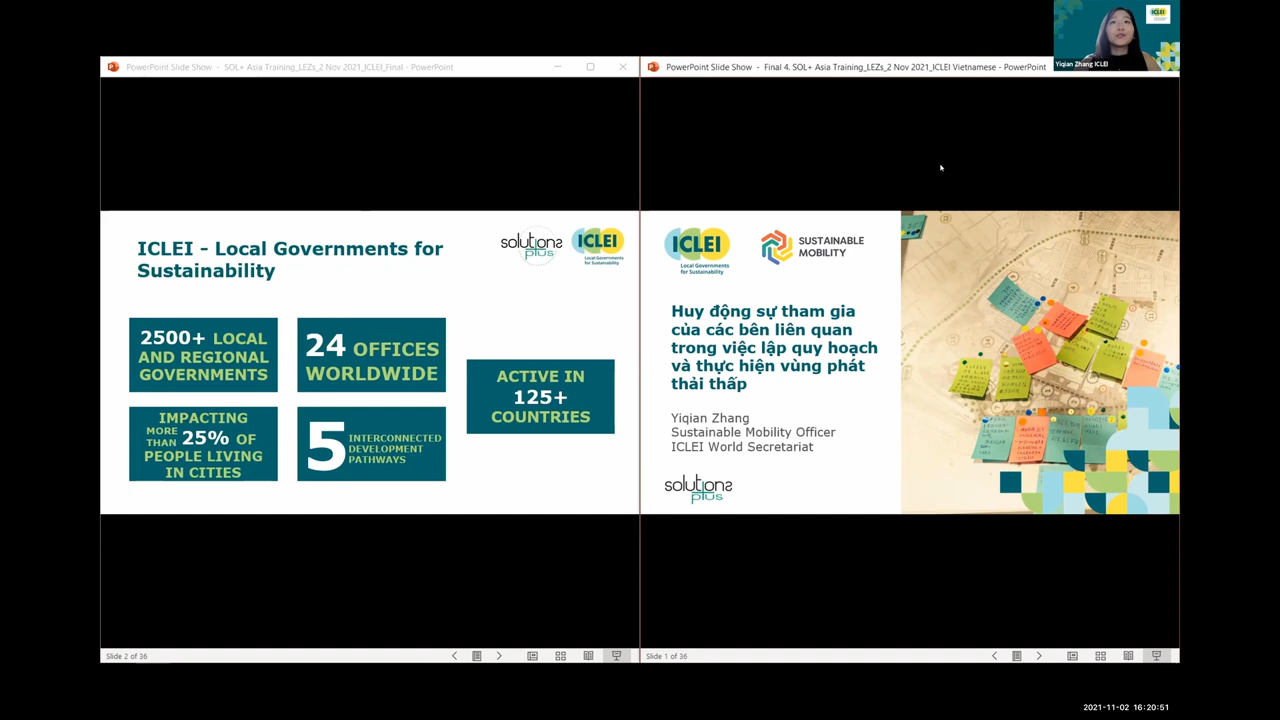 ICLEI
Yiqian Zhang ICLEI
PowerPoint Slide Show - SOL+ Asia Training_LEZs_2 Nov 2021_ICLEI_Final - PowerPoint
ICLEI - Local Governments for
Sustainability
solutions
plus
ICLEI
Local Governments
for Sustainability
2500+ LOCAL
AND REGIONAL
GOVERNMENTS
24 OFFICES
WORLDWIDE
ACTIVE IN
125+
COUNTRIES
IMPACTING
MORE
THAN 25% OF
PEOPLE LIVING
IN CITIES
5 INTERCONNECTED
DEVELOPMENT
PATHWAYS
Slide 2 of 36
PowerPoint Slide Show - Final 4. SOL+ Asia Training_LEZs_2 Nov 2021_ICLEI Vietnamese - PowerPoint
ICLEI
Local Governments
for Sustainability
SUSTAINABLE
MOBILITY
Huy động sự tham gia
của các bên liên quan
trong việc lập quy hoạch
và thực hiện vùng phát
thải thấp
Yiqian Zhang
Sustainable Mobility Officer
ICLEI World Secretariat
solutions
plus
Slide 1 of 36
2021-11-02 16:20:51